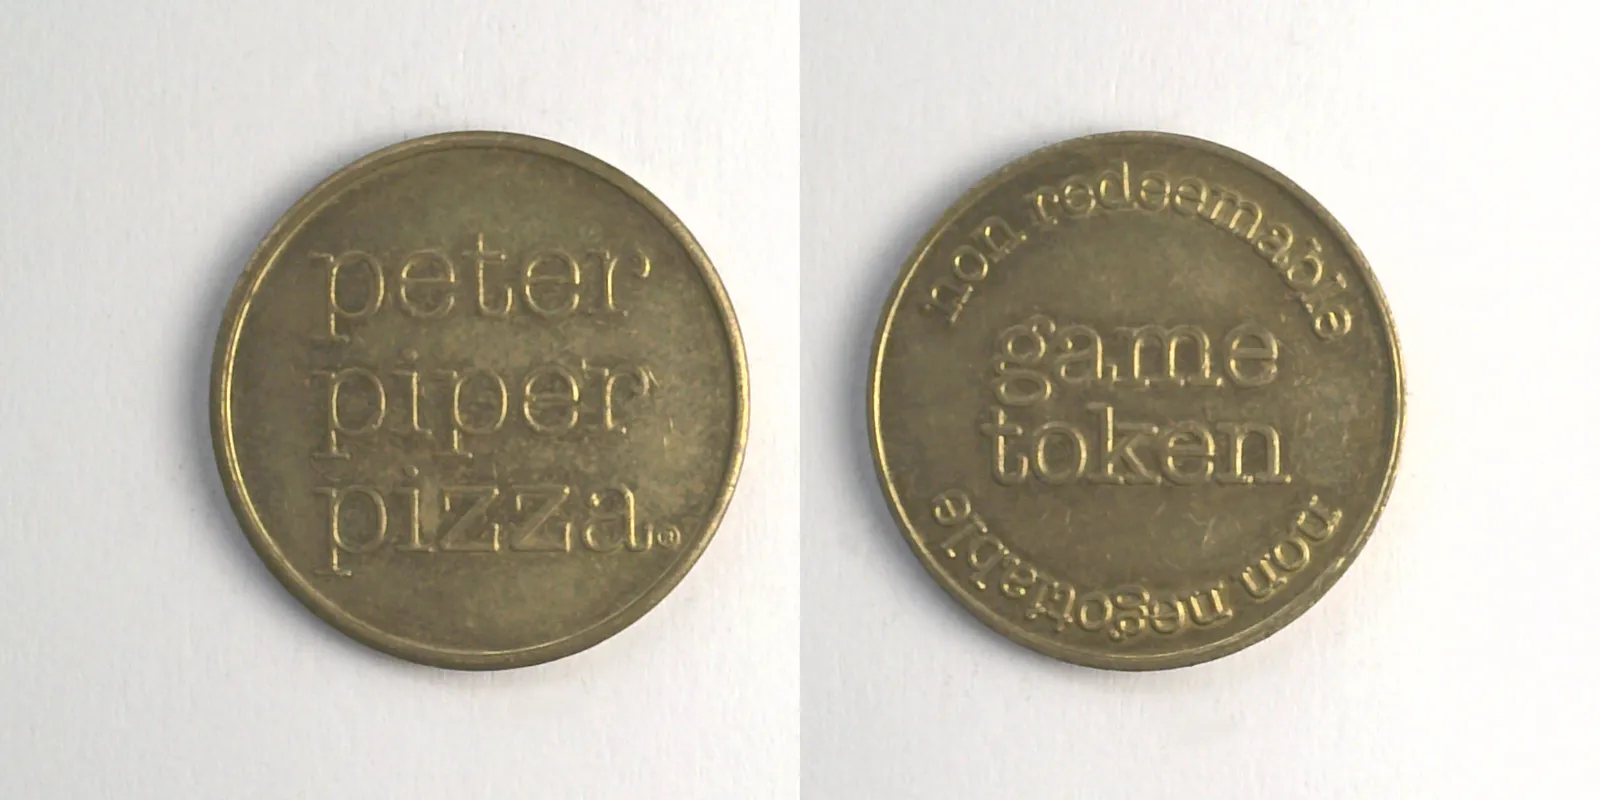 peter
piper
pizza®
non redeemable
game
token
non negotiable